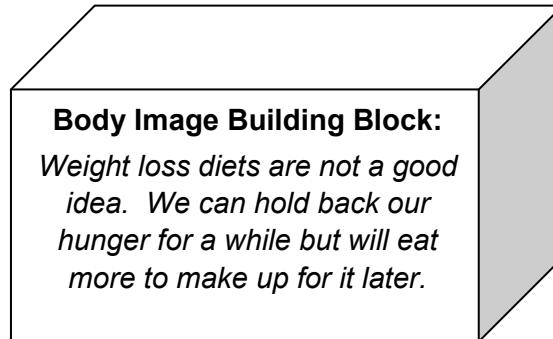 Body Image Building Block:
Weight loss diets are not a good
idea.  We can hold back our
hunger for a while but will eat
more to make up for it later.